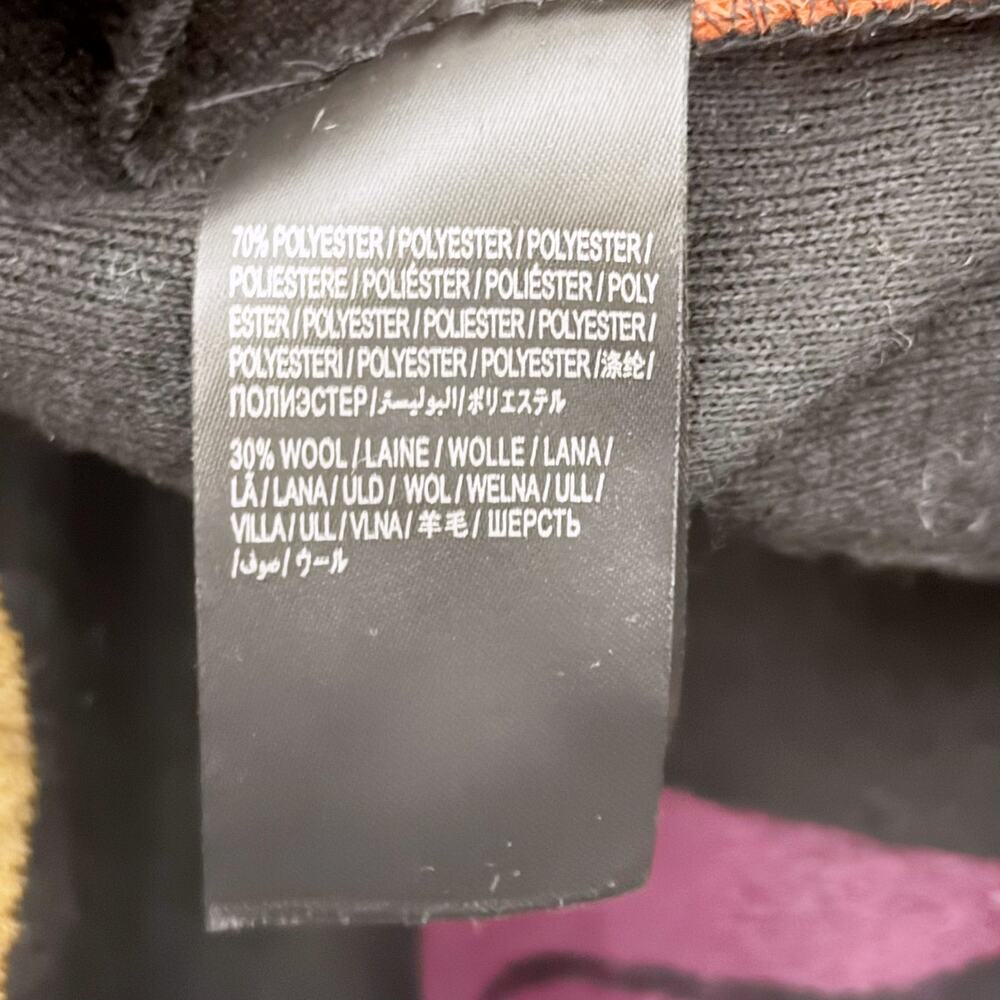 70% POLYESTER / POLYESTER / POLYESTER /
POLIESTERE / POLIÉSTER / POLIÉSTER / POLY
ESTER / POLYESTER / POLIESTER / POLYESTER /
POLYESTERI / POLYESTER / POLYESTER /涤纶/
ПОЛИЭСТЕР/البوليستر/ポリエステル
30% WOOL / LAINE / WOLLE / LANA /
LÃ / LANA / ULD / WOL / WELNA / ULL /
VILLA / ULL / VLNA / 羊毛 / ШЕРСТЬ
/صوف/ ウール